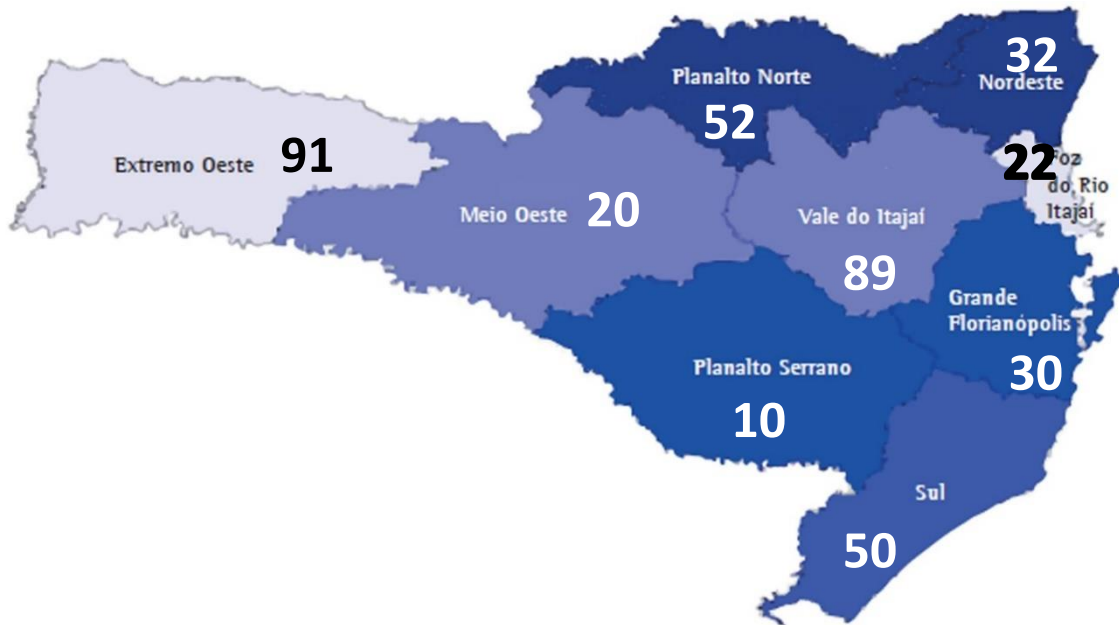 32
Nordeste
Planalto Norte
52
91
Extremo Oeste
22
Foz
do Rio
Itajaí
20
Meio Oeste
Vale do Itajaí
89
Grande
Florianópolis
30
Planalto Serrano
10
Sul
50